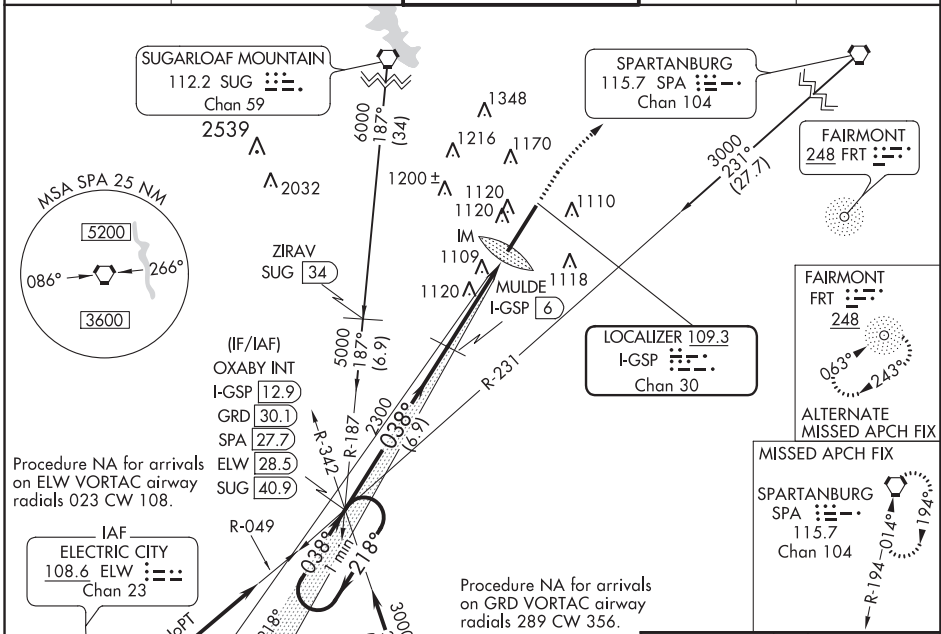 SUGARLOAF MOUNTAIN
112.2 SUG
Chan 59
SPARTANBURG
115.7 SPA
Chan 104
FAIRMONT
248 FRT
2539
2032
6000
187°
(34)
1348
1216
1170
1200 ±
1120
1120
1110
3000
231°
(27.7)
MSA SPA 25 NM
5200
086°
266°
3600
ZIRAV
SUG 34
IM
1109
1120
MULDE
I-GSP 6
1118
5000
187°
(6.9)
LOCALIZER 109.3
I-GSP
Chan 30
FAIRMONT
FRT
248
063°
243°
ALTERNATE
MISSED APCH FIX
(IF/IAF)
OXABY INT
I-GSP 12.9
GRD 30.1
SPA 27.7
ELW 28.5
SUG 40.9
R-342
R-187
2300
038°
(6.9)
R-231
Procedure NA for arrivals
on ELW VORTAC airway
radials 023 CW 108.
R-049
IAF
ELECTRIC CITY
108.6 ELW
Chan 23
NoPT
218°
038°
1 min
218°
3000
Procedure NA for arrivals
on GRD VORTAC airway
radials 289 CW 356.
MISSED APCH FIX
SPARTANBURG
SPA
115.7
Chan 104
R-194
014°
194°